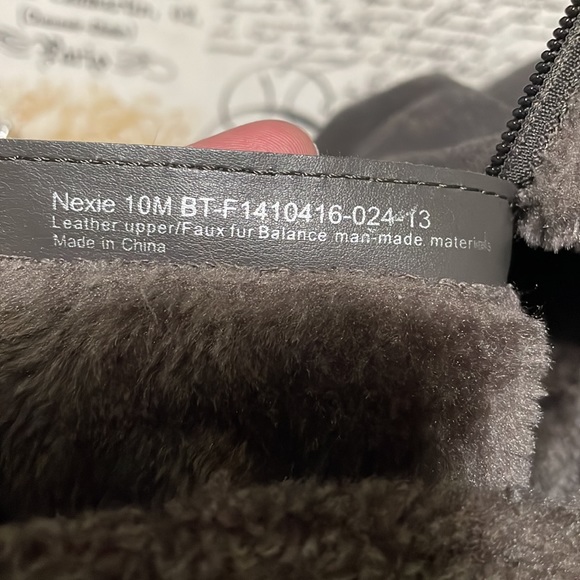 Nexie 10M BT-F1410416-024-13
Leather upper/Faux fur Balance man-made materials
Made in China